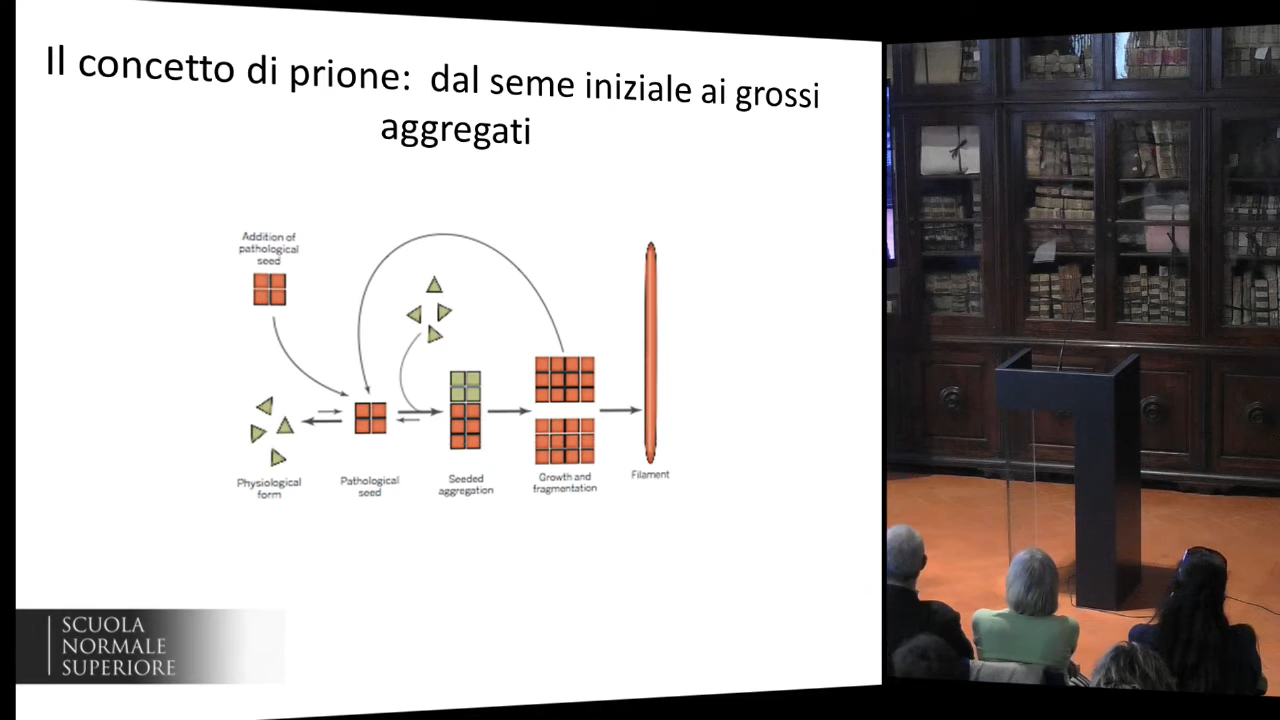 Il concetto di prione: dal seme iniziale ai grossi
aggregati
Addition of
pathological
seed
Physiological
form
Pathological
seed
Seeded
aggregation
Growth and
fragmentation
Filament
SCUOLA
NORMALE
SUPERIORE